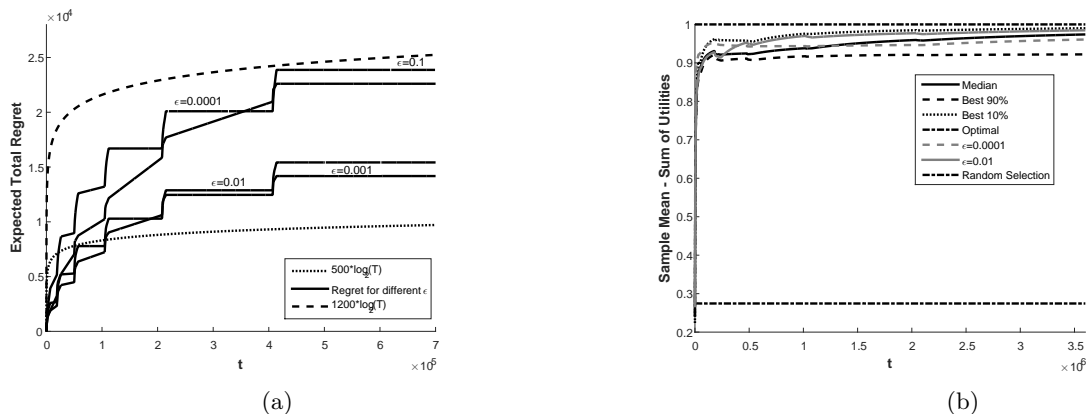 ×10⁴
Expected Total Regret
2.5
2
1.5
1
0.5
0
ϵ=0.1
ϵ=0.0001
ϵ=0.001
ϵ=0.01
500*log₂(T)
Regret for different ϵ
1200*log₂(T)
0 1 2 3 4 5 6 7
t
×10⁵
(a)
Sample Mean - Sum of Utilities
1
0.9
0.8
0.7
0.6
0.5
0.4
0.3
0.2
Median
Best 90%
Best 10%
Optimal
ϵ=0.0001
ϵ=0.01
Random Selection
0 0.5 1 1.5 2 2.5 3 3.5
t
×10⁶
(b)